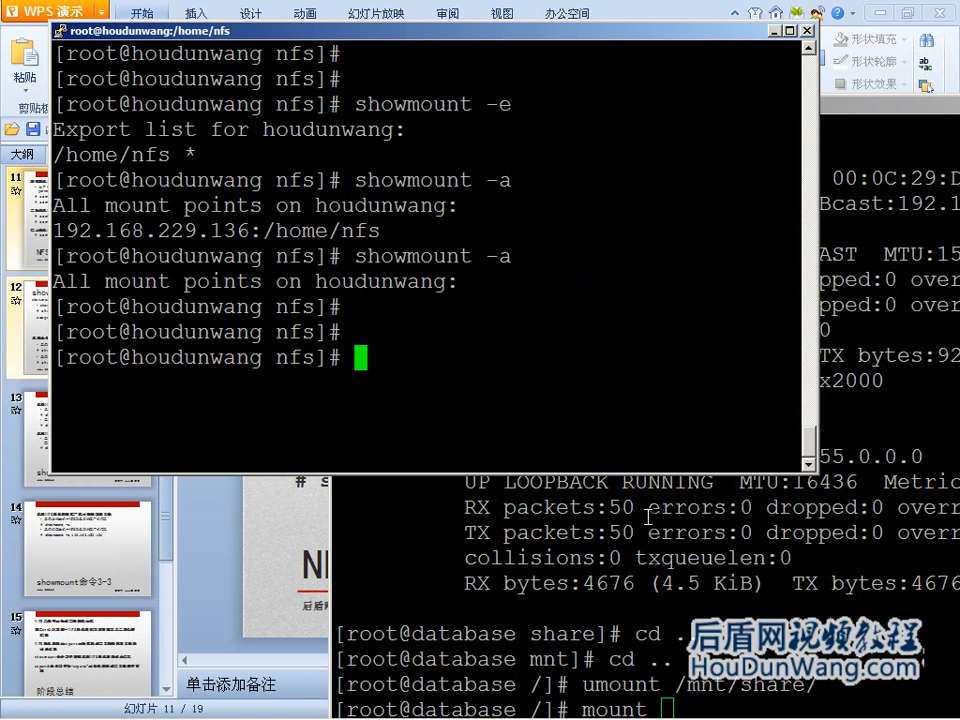 WPS 演示
开始
插入
设计
动画
幻灯片放映
审阅
视图
办公空间
粘贴
形状填充
形状轮廓
形状效果
大纲
root@houdunwang:/home/nfs
[root@houdunwang nfs]#
[root@houdunwang nfs]#
[root@houdunwang nfs]# showmount -e
Export list for houdunwang:
/home/nfs *
[root@houdunwang nfs]# showmount -a
All mount points on houdunwang:
192.168.229.136:/home/nfs
[root@houdunwang nfs]# showmount -a
All mount points on houdunwang:
[root@houdunwang nfs]#
[root@houdunwang nfs]#
[root@houdunwang nfs]#
00:0C:29:D
Bcast:192.1
AST MTU:15
pped:0 over
pped:0 over
0
TX bytes:92
x2000
55.0.0.0
UP LOOPBACK RUNNING MTU:16436 Metric
RX packets:50 errors:0 dropped:0 overr
TX packets:50 errors:0 dropped:0 overr
collisions:0 txqueuelen:0
RX bytes:4676 (4.5 KiB) TX bytes:4676
[root@database share]# cd .
[root@database mnt]# cd ..
[root@database /]# umount /mnt/share/
[root@database /]# mount
后盾网视频教程
HouDunWang.com
11
12
13
14
showmount命令3-3
15
阶段总结
单击添加备注
幻灯片 11 / 19